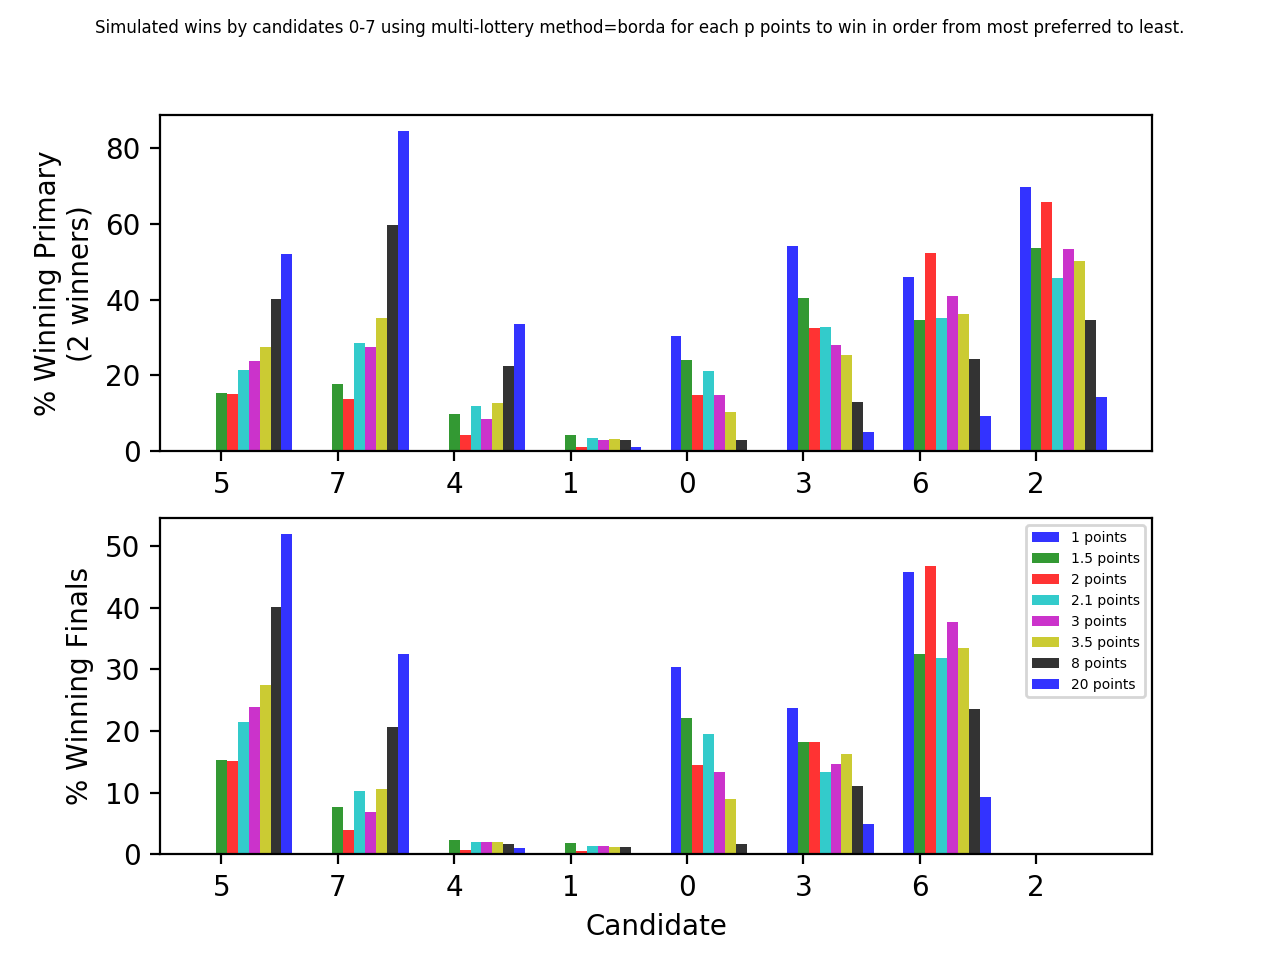 Simulated wins by candidates 0-7 using multi-lottery method=borda for each p points to win in order from most preferred to least.
% Winning Primary
(2 winners)
80
60
40
20
0
5 7 4 1 0 3 6 2
% Winning Finals
50
40
30
20
10
0
1 points
1.5 points
2 points
2.1 points
3 points
3.5 points
8 points
20 points
5 7 4 1 0 3 6 2
Candidate